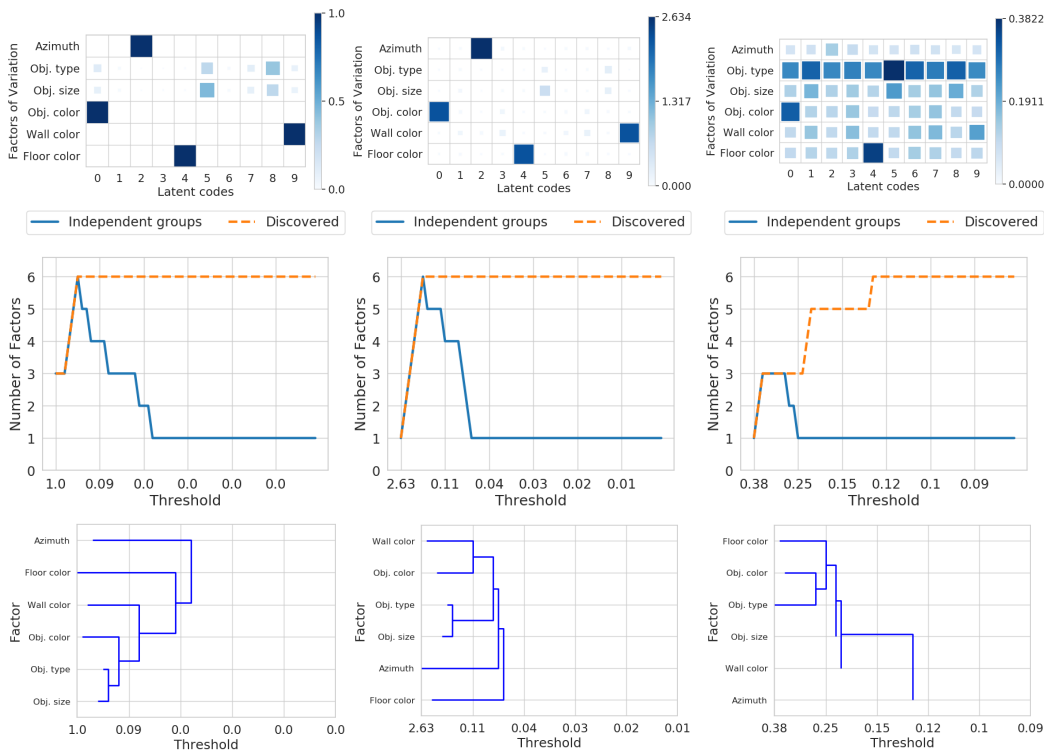 Factors of Variation
Azimuth
Obj. type
Obj. size
Obj. color
Wall color
Floor color
0 1 2 3 4 5 6 7 8 9
Latent codes
1.0
0.5
0.0
Factors of Variation
Azimuth
Obj. type
Obj. size
Obj. color
Wall color
Floor color
0 1 2 3 4 5 6 7 8 9
Latent codes
2.634
1.317
0.000
Factors of Variation
Azimuth
Obj. type
Obj. size
Obj. color
Wall color
Floor color
0 1 2 3 4 5 6 7 8 9
Latent codes
0.3822
0.1911
0.0000
Independent groups Discovered
Number of Factors
6
5
4
3
2
1
0
1.0 0.09 0.0 0.0 0.0 0.0
Threshold
Independent groups Discovered
Number of Factors
6
5
4
3
2
1
0
2.63 0.11 0.04 0.03 0.02 0.01
Threshold
Independent groups Discovered
Number of Factors
6
5
4
3
2
1
0
0.38 0.25 0.15 0.12 0.1 0.09
Threshold
Factor
Azimuth
Floor color
Wall color
Obj. color
Obj. type
Obj. size
1.0 0.09 0.0 0.0 0.0 0.0
Threshold
Factor
Wall color
Obj. color
Obj. type
Obj. size
Azimuth
Floor color
2.63 0.11 0.04 0.03 0.02 0.01
Threshold
Factor
Floor color
Obj. color
Obj. type
Obj. size
Wall color
Azimuth
0.38 0.25 0.15 0.12 0.1 0.09
Threshold